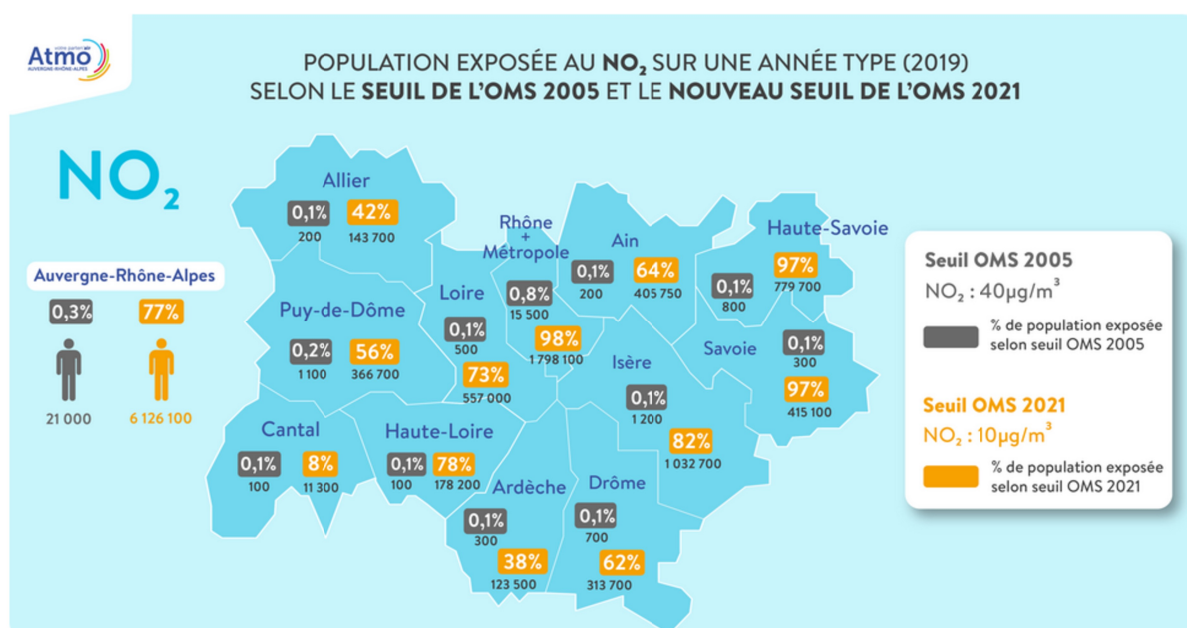 votre parten'air
Atmo
AUVERGNE-RHÔNE-ALPES
POPULATION EXPOSÉE AU NO₂ SUR UNE ANNÉE TYPE (2019)
SELON LE SEUIL DE L'OMS 2005 ET LE NOUVEAU SEUIL DE L'OMS 2021
NO₂
Auvergne-Rhône-Alpes
0,3% 77%
21 000 6 126 100
Allier
0,1% 42%
200 143 700
Puy-de-Dôme
0,2% 56%
1 100 366 700
Cantal
0,1% 8%
100 11 300
Haute-Loire
0,1% 78%
100 178 200
Loire
0,1%
500
73%
557 000
Rhône
+
Métropole
0,8%
15 500
98%
1 798 100
Ain
0,1% 64%
200 405 750
Haute-Savoie
0,1% 97%
800 779 700
Savoie
0,1%
300
97%
415 100
Isère
0,1%
1 200
82%
1 032 700
Ardèche
0,1%
300
38%
123 500
Drôme
0,1%
700
62%
313 700
Seuil OMS 2005
NO₂ : 40µg/m³
% de population exposée
selon seuil OMS 2005
Seuil OMS 2021
NO₂ : 10µg/m³
% de population exposée
selon seuil OMS 2021